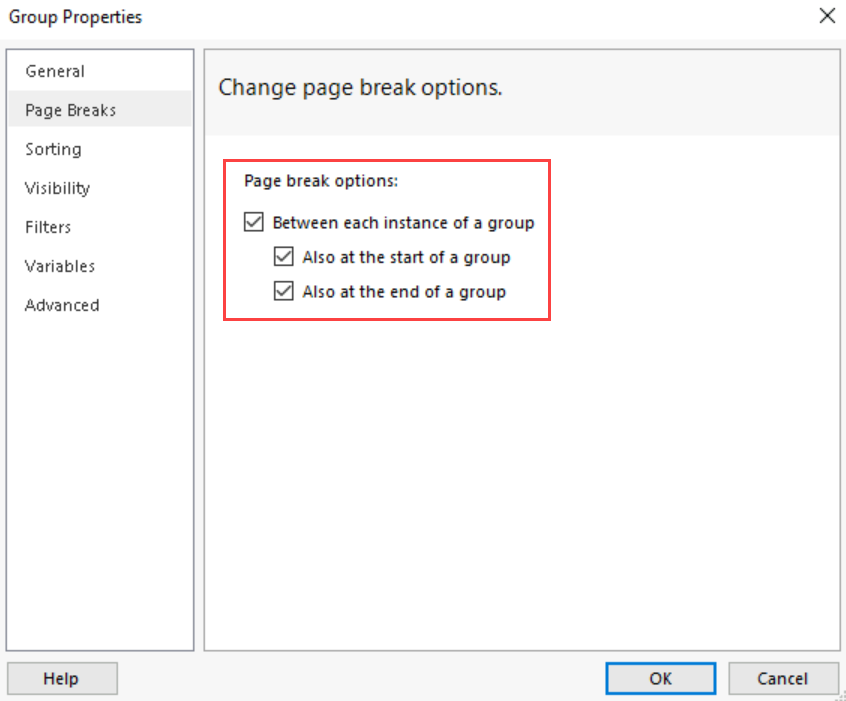 Group Properties
General
Page Breaks
Sorting
Visibility
Filters
Variables
Advanced
Change page break options.
Page break options:
Between each instance of a group
Also at the start of a group
Also at the end of a group
Help
OK
Cancel